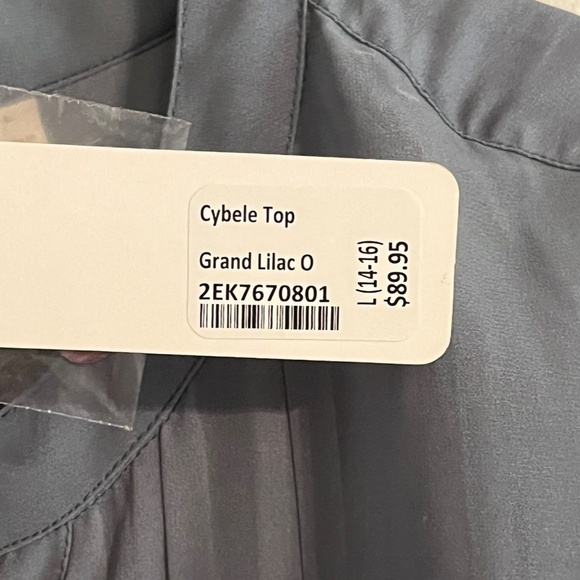 Cybele Top
Grand Lilac O
2EK7670801
L (14-16)
$89.95